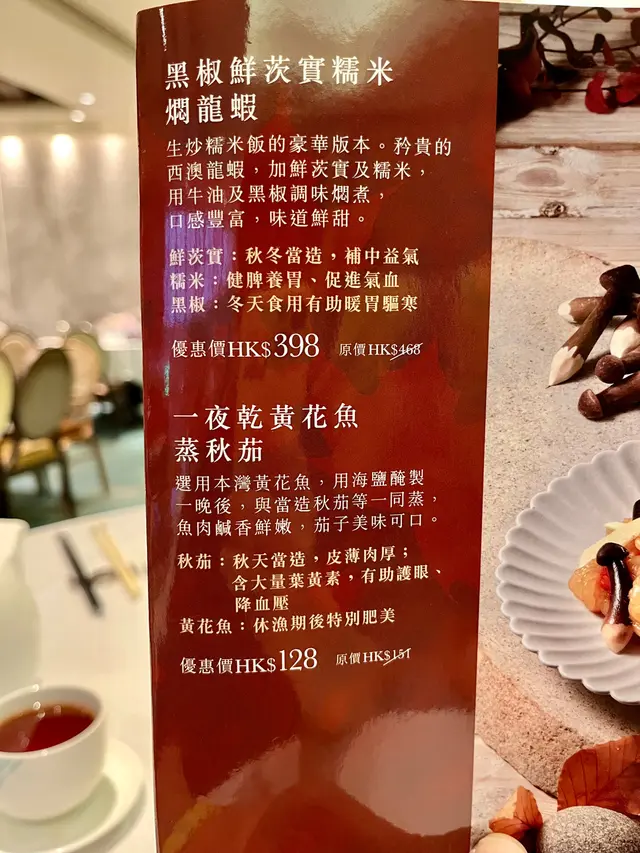 黑椒鮮茨實糯米
燜龍蝦
生炒糯米飯的豪華版本。矜貴的
西澳龍蝦，加鮮茨實及糯米，
用牛油及黑椒調味燜煮，
口感豐富，味道鮮甜。
鮮茨實：秋冬當造，補中益氣
糯米：健脾養胃、促進氣血
黑椒：冬天食用有助暖胃驅寒
優惠價HK$398 原價HK$468
一夜乾黃花魚
蒸秋茄
選用本灣黃花魚，用海鹽醃製
一晚後，與當造秋茄等一同蒸，
魚肉鹹香鮮嫩，茄子美味可口。
秋茄：秋天當造，皮薄肉厚；
含大量葉黃素，有助護眼、
降血壓
黃花魚：休漁期後特別肥美
優惠價HK$128 原價HK$151